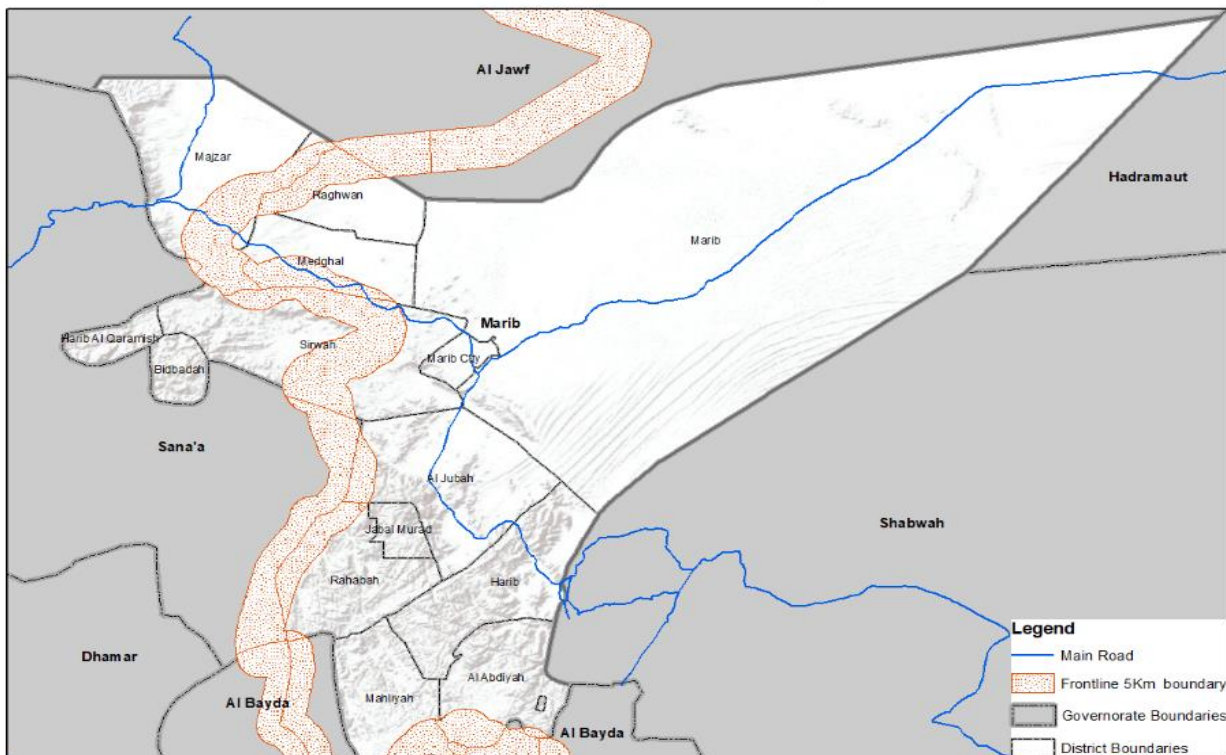 Al Jawf
Majzar
Raghwan
Hadramaut
Marib
Medghal
Marib
Harib Al Qaramish
Sirwah
Marib City
Bidbadah
Sana'a
Al Jubah
Shabwah
Jabal Murad
Rahabah
Harib
Dhamar
Al Abdiyah
Mahliyah
Al Bayda
Al Bayda
Legend
Main Road
Frontline 5Km boundary
Governorate Boundaries
District Boundaries